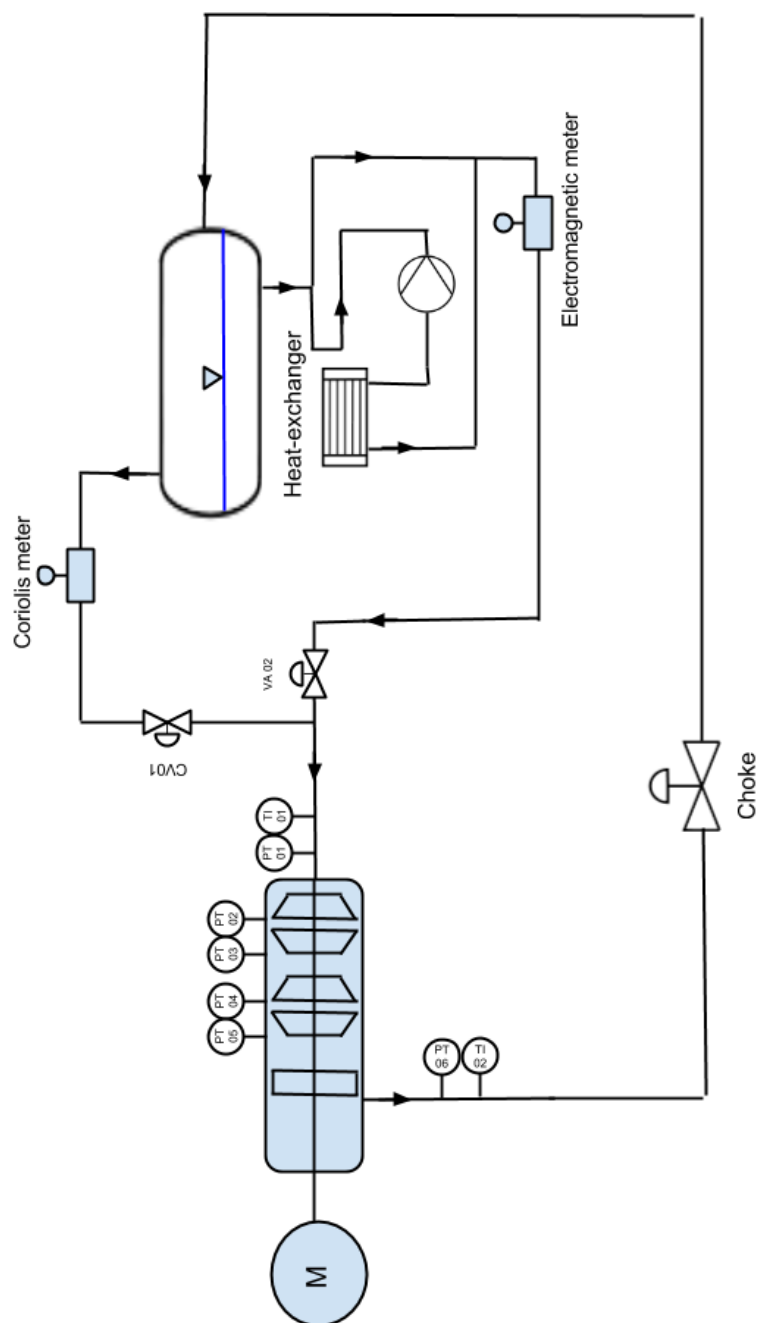 Electromagnetic meter
Heat-exchanger
Coriolis meter
VA 02
CV01
TI
01
PT
01
PT
02
PT
03
PT
04
PT
05
PT
06
TI
02
Choke
M